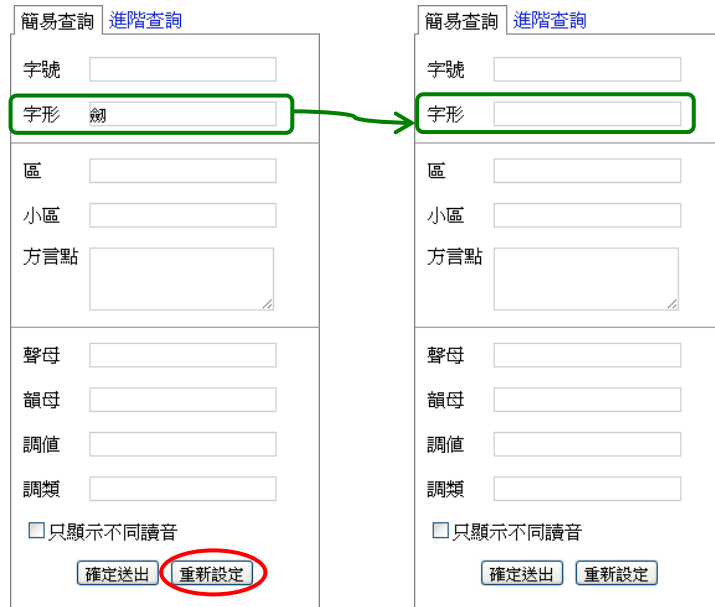 簡易查詢 進階查詢
字號
字形 劒
區
小區
方言點
聲母
韻母
調值
調類
只顯示不同讀音
確定送出 重新設定
簡易查詢 進階查詢
字號
字形
區
小區
方言點
聲母
韻母
調值
調類
只顯示不同讀音
確定送出 重新設定